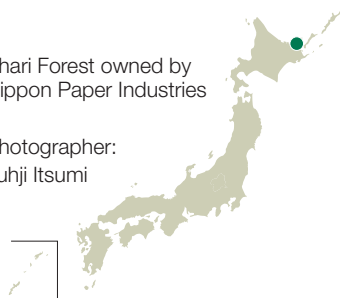 hari Forest owned by
ippon Paper Industries
hotographer:
uhji Itsumi